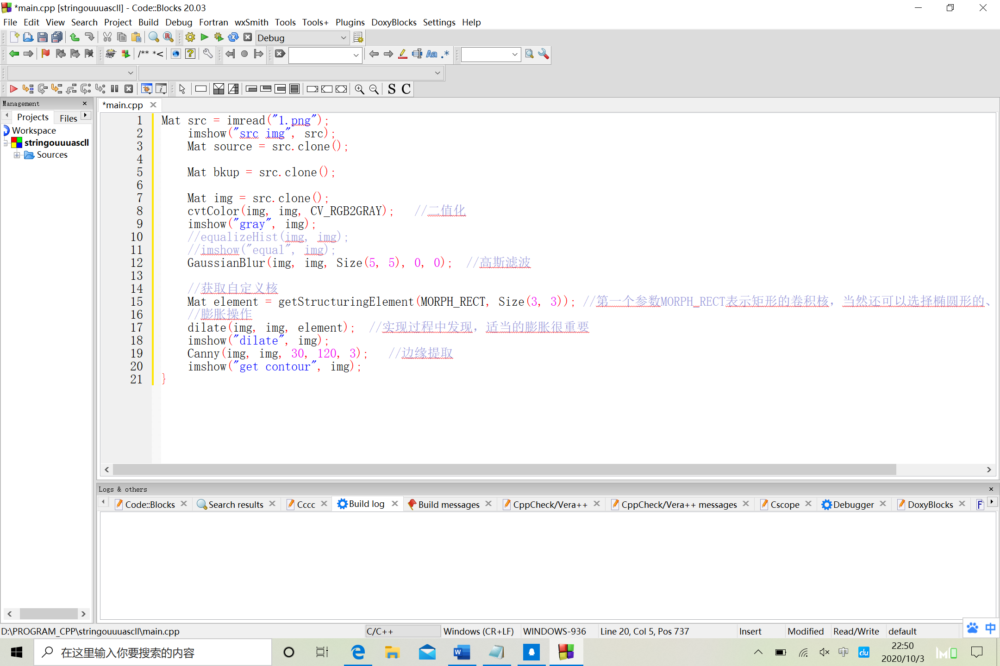 *main.cpp [stringouuuascll] - Code::Blocks 20.03
File Edit View Search Project Build Debug Fortran wxSmith Tools Tools+ Plugins DoxyBlocks Settings Help
Debug
/** *<
Aa .*
S C
Management
Projects Files
Workspace
stringouuuascll
Sources
*main.cpp
1 Mat src = imread("1.png");
2 imshow("src img", src);
3 Mat source = src.clone();
4
5 Mat bkup = src.clone();
6
7 Mat img = src.clone();
8 cvtColor(img, img, CV_RGB2GRAY); //二值化
9 imshow("gray", img);
10 //equalizeHist(img, img);
11 //imshow("equal", img);
12 GaussianBlur(img, img, Size(5, 5), 0, 0); //高斯滤波
13
14 //获取自定义核
15 Mat element = getStructuringElement(MORPH_RECT, Size(3, 3)); //第一个参数MORPH_RECT表示矩形的卷积核，当然还可以选择椭圆形的、
16 //膨胀操作
17 dilate(img, img, element); //实现过程中发现，适当的膨胀很重要
18 imshow("dilate", img);
19 Canny(img, img, 30, 120, 3); //边缘提取
20 imshow("get contour", img);
21 }
Logs & others
Code::Blocks Search results Cccc Build log Build messages CppCheck/Vera++ CppCheck/Vera++ messages Cscope Debugger DoxyBlocks F
D:\PROGRAM_CPP\stringouuuascll\main.cpp C/C++ Windows (CR+LF) WINDOWS-936 Line 20, Col 5, Pos 737 Insert Modified Read/Write default
中
在这里输入你要搜索的内容
中 du
22:50
2020/10/3